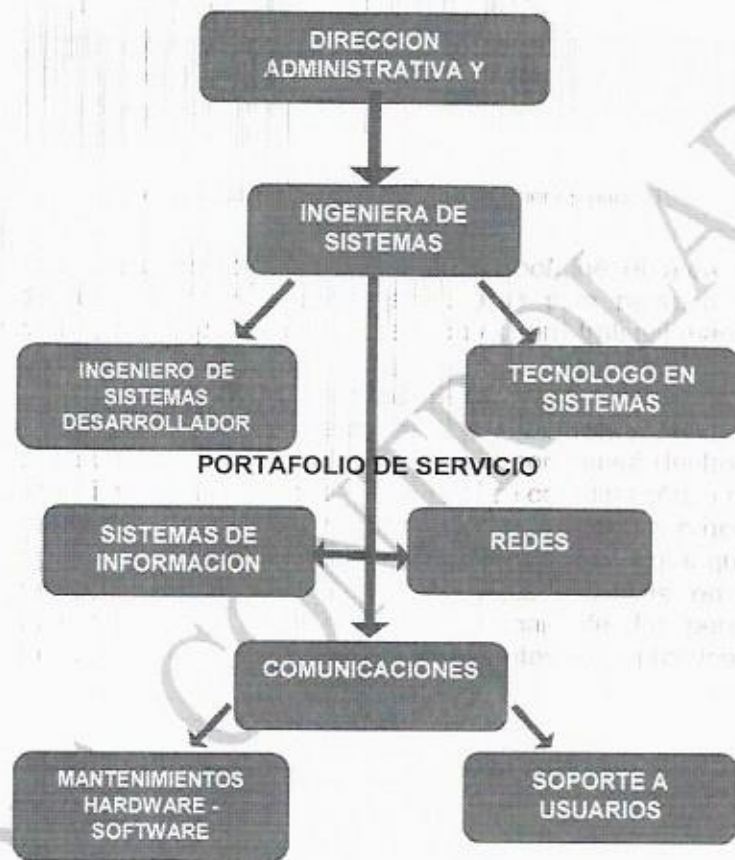 DIRECCION
ADMINISTRATIVA Y
INGENIERA DE
SISTEMAS
INGENIERO DE
SISTEMAS
DESARROLLADOR
TECNOLOGO EN
SISTEMAS
PORTAFOLIO DE SERVICIO
SISTEMAS DE
INFORMACION
REDES
COMUNICACIONES
MANTENIMIENTOS
HARDWARE -
SOFTWARE
SOPORTE A
USUARIOS